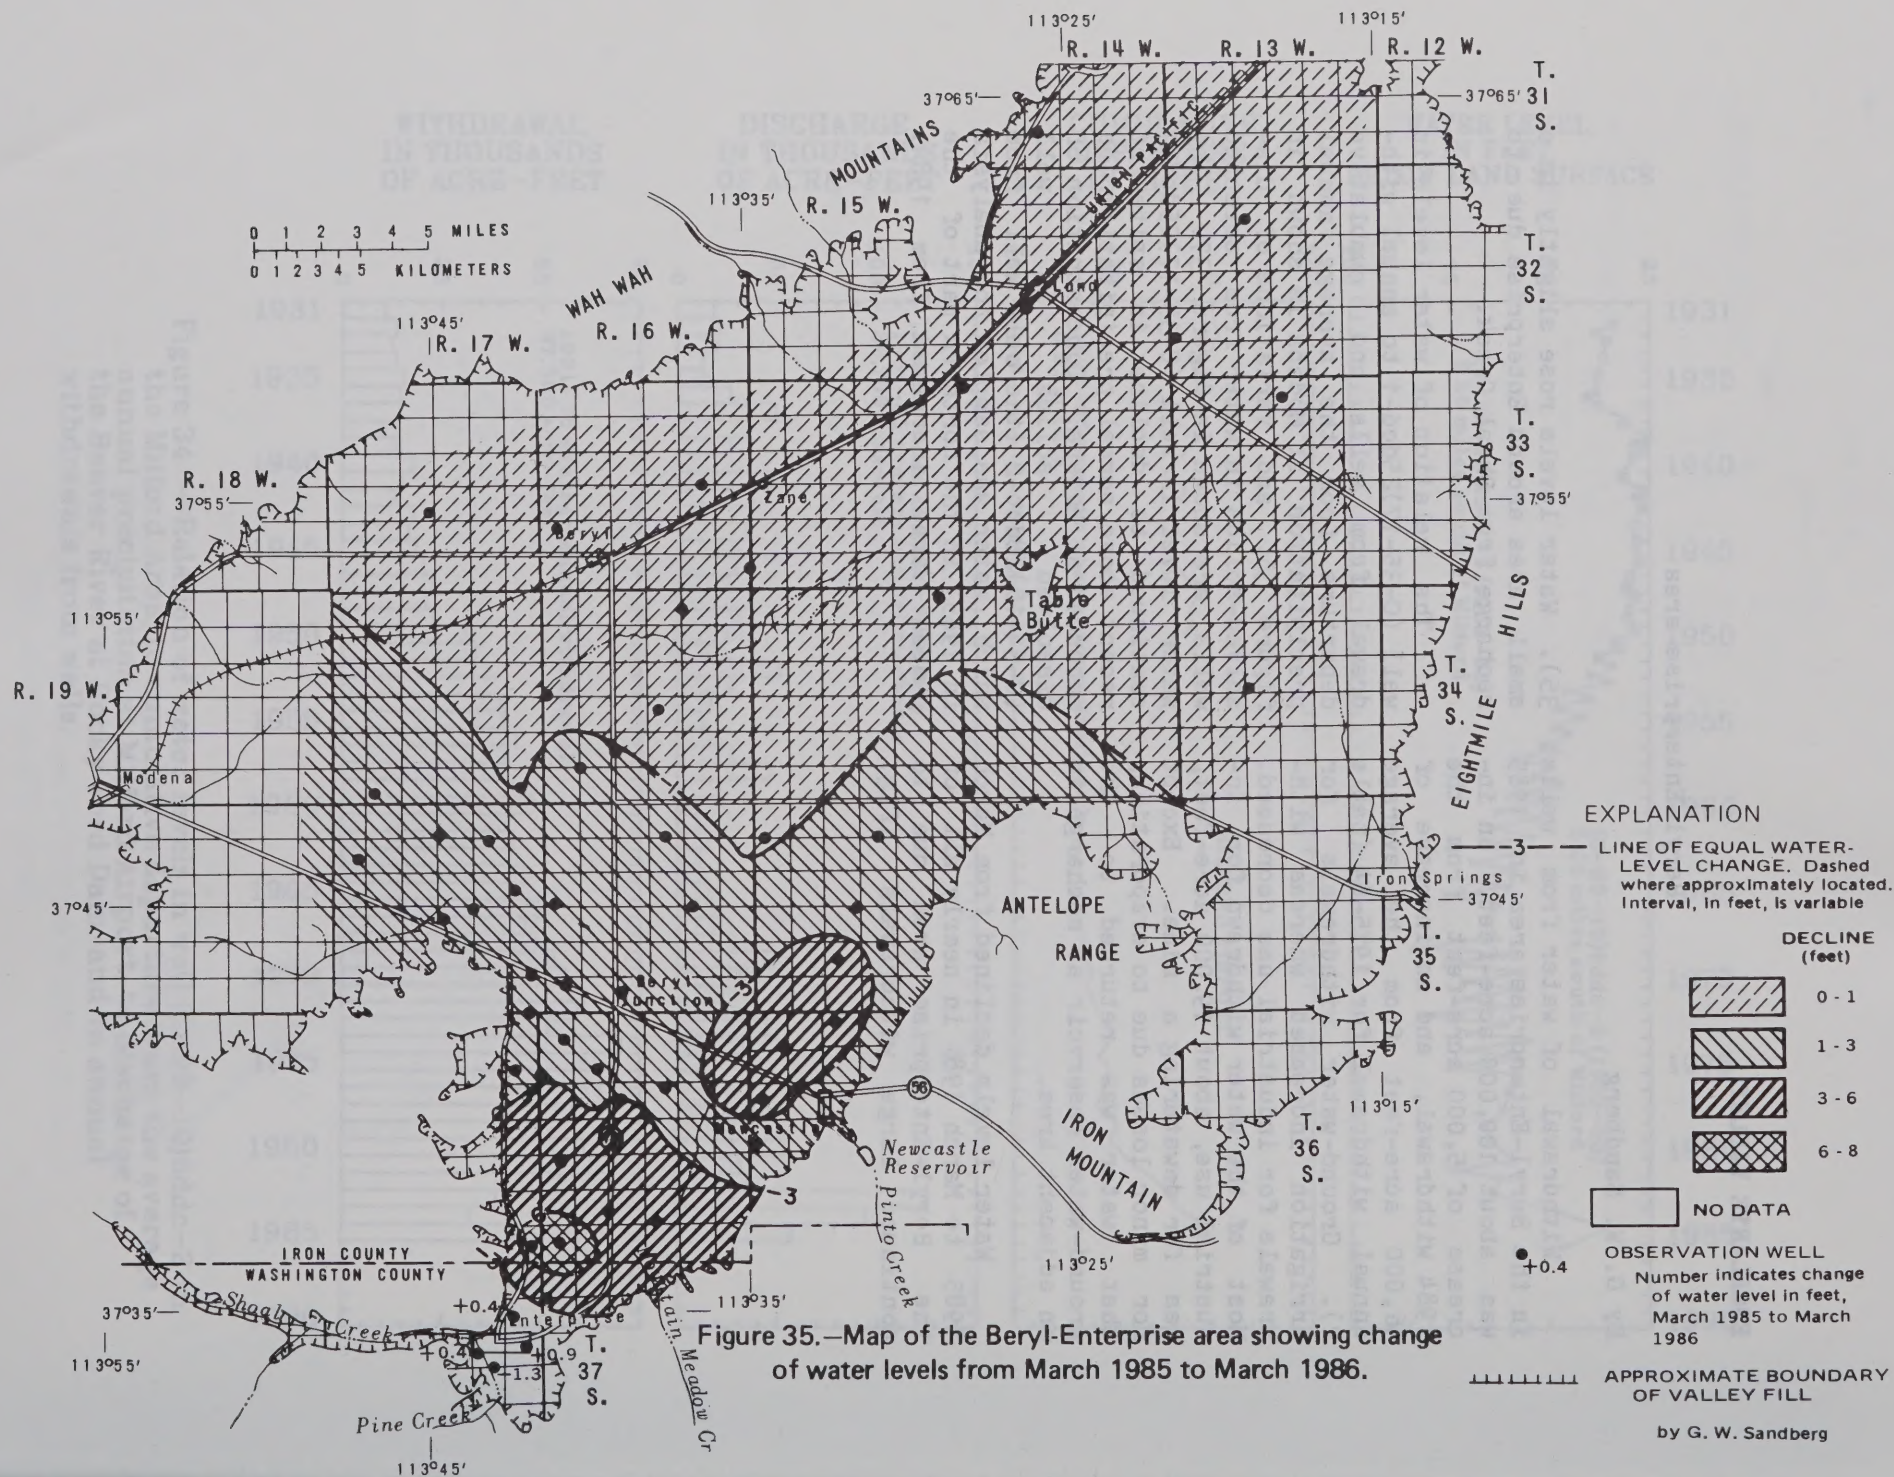 113°25'
113°15'
R. 14 W.
R. 13 W.
R. 12 W.
T.
31
S.
37°65'
37°65'
UNION PACIFIC
WAH WAH
MOUNTAINS
113°35'
R. 15 W.
0 1 2 3 4 5 MILES
0 1 2 3 4 5 KILOMETERS
T.
32
S.
Lund
113°45'
R. 17 W.
R. 16 W.
T.
33
S.
R. 18 W.
37°55'
37°55'
Zane
Beryl
Table
Butte
113°55'
EIGHTMILE HILLS
R. 19 W.
T.
34
S.
Modena
Iron Springs
37°45'
37°45'
ANTELOPE
RANGE
T.
35
S.
Beryl
Junction
3
56
113°15'
IRON
MOUNTAIN
T.
36
S.
Newcastle
Newcastle
Reservoir
Pinto Creek
3
6
3
IRON COUNTY
WASHINGTON COUNTY
113°25'
113°35'
37°35'
Shoal Creek
+0.4
Enterprise
+0.4
+0.9
T.
37
S.
113°55'
Pine Creek
tain Meadow Cr
113°45'
EXPLANATION
3 LINE OF EQUAL WATER-
LEVEL CHANGE. Dashed
where approximately located.
Interval, in feet, is variable
DECLINE
(feet)
0 - 1
1 - 3
3 - 6
6 - 8
NO DATA
+0.4
OBSERVATION WELL
Number indicates change
of water level in feet,
March 1985 to March
1986
APPROXIMATE BOUNDARY
OF VALLEY FILL
by G. W. Sandberg
Figure 35.—Map of the Beryl-Enterprise area showing change
of water levels from March 1985 to March 1986.